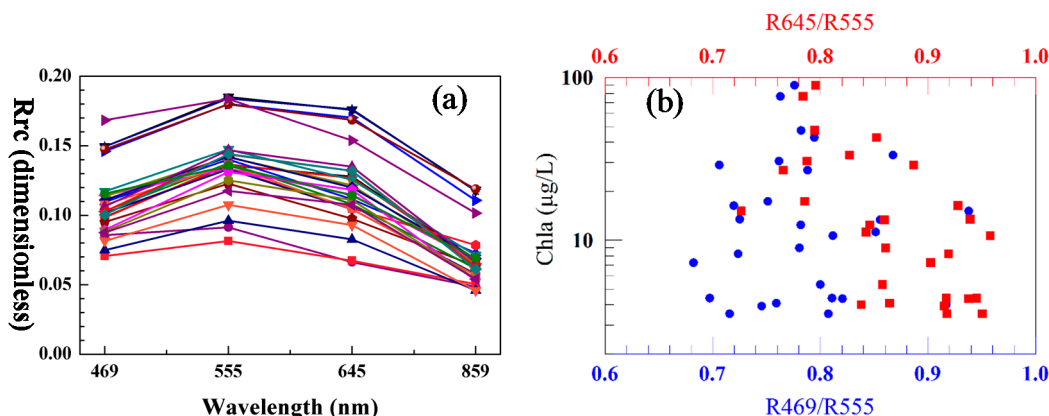 R645/R555
0.6 0.7 0.8 0.9 1.0
0.20
(a)
100
(b)
0.15
Rrc (dimensionless)
Chla (µg/L)
0.10
10
0.05
0.00
469 555 645 859
Wavelength (nm)
0.6 0.7 0.8 0.9 1.0
R469/R555